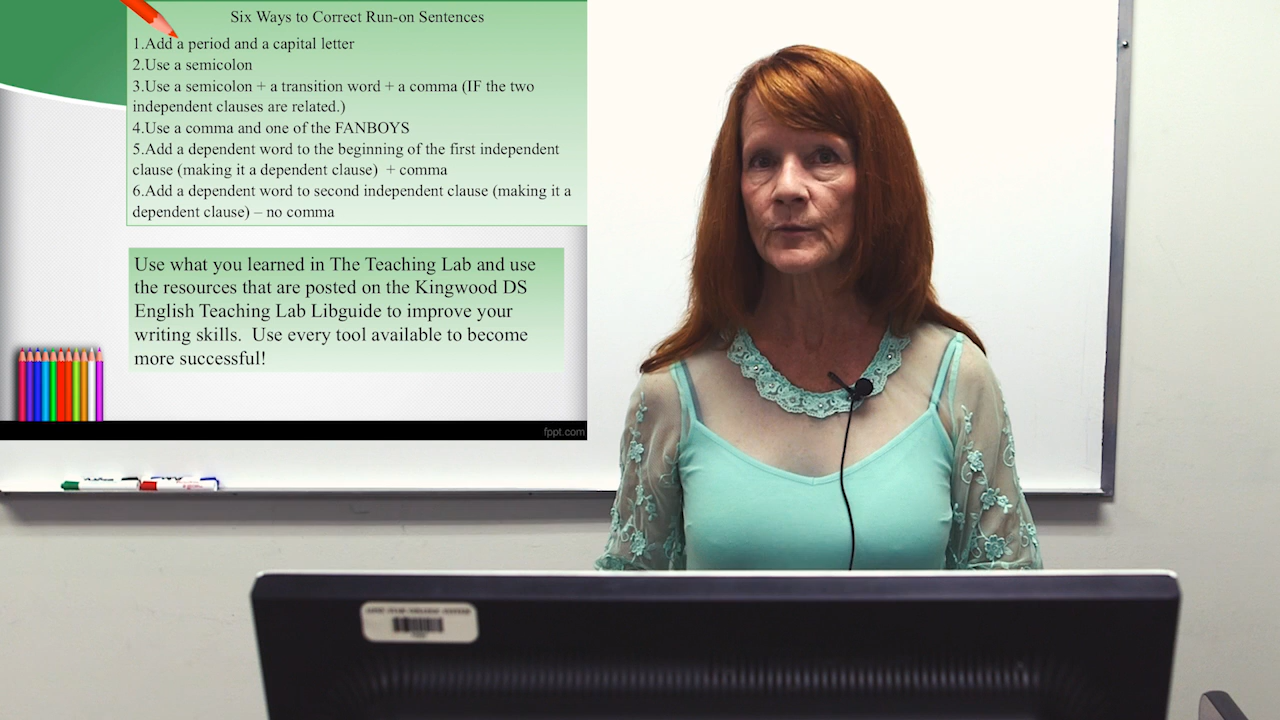 Six Ways to Correct Run-on Sentences
1.Add a period and a capital letter
2.Use a semicolon
3.Use a semicolon + a transition word + a comma (IF the two
independent clauses are related.)
4.Use a comma and one of the FANBOYS
5.Add a dependent word to the beginning of the first independent
clause (making it a dependent clause)  + comma
6.Add a dependent word to second independent clause (making it a
dependent clause) – no comma
Use what you learned in The Teaching Lab and use
the resources that are posted on the Kingwood DS
English Teaching Lab Libguide to improve your
writing skills.  Use every tool available to become
more successful!
fppt.com